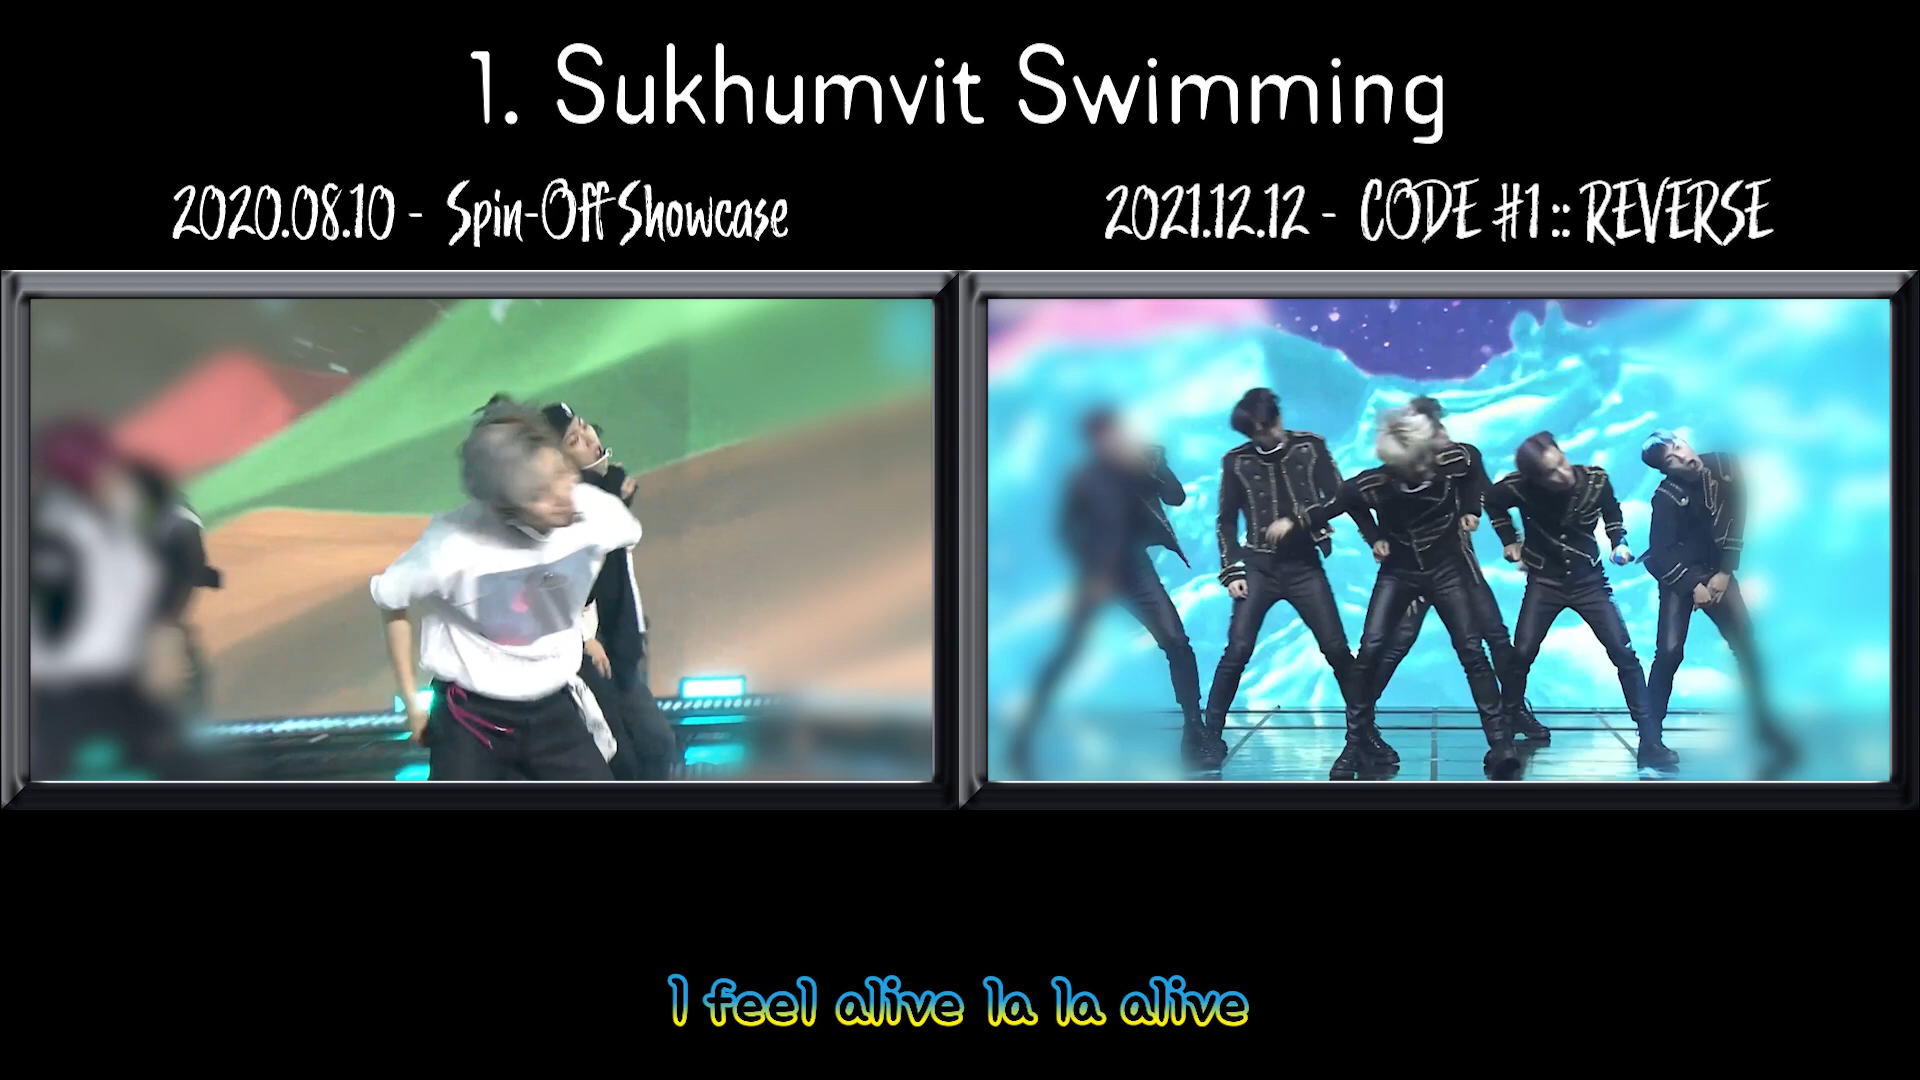 1. Sukhumvit Swimming
2020.08.10 - Spin-Off Showcase
2021.12.12 - CODE #1 :: REVERSE
I feel alive la la alive